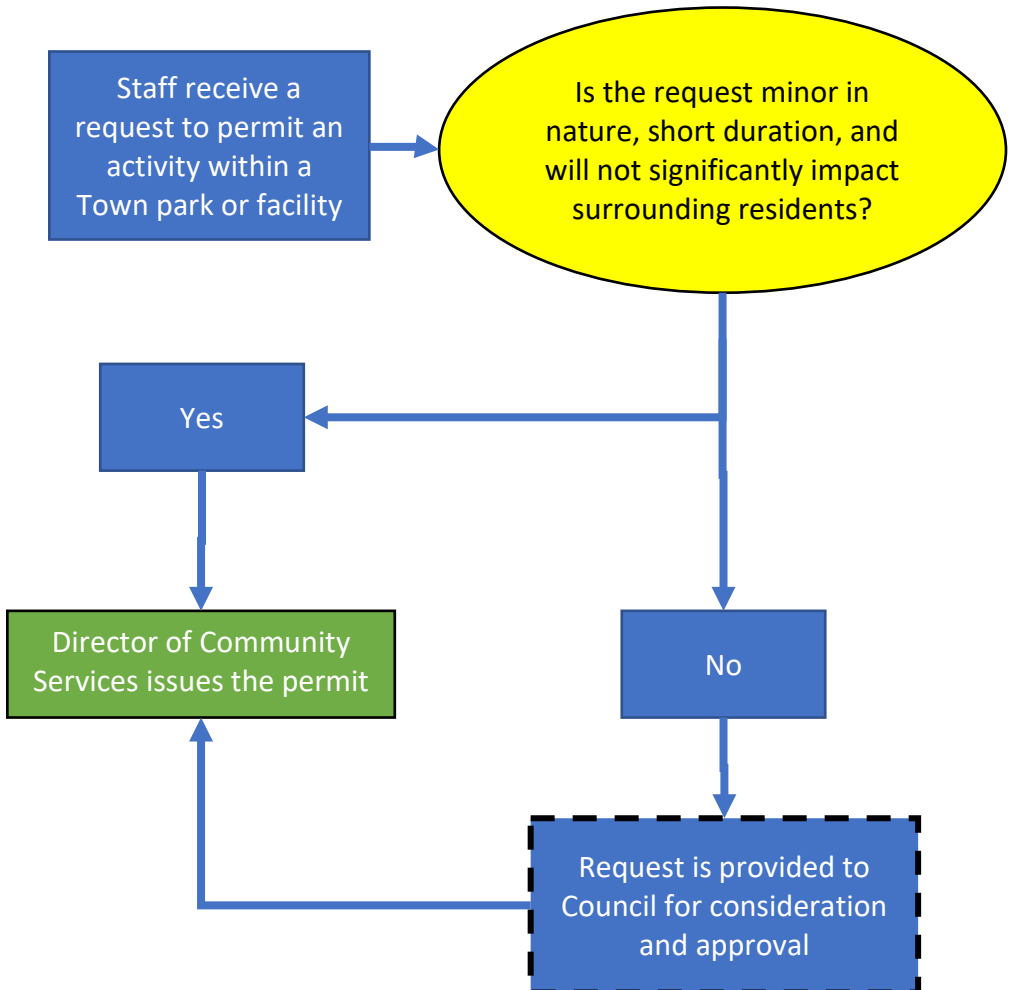 Staff receive a
request to permit an
activity within a
Town park or facility
Is the request minor in
nature, short duration, and
will not significantly impact
surrounding residents?
Yes
Director of Community
Services issues the permit
No
Request is provided to
Council for consideration
and approval